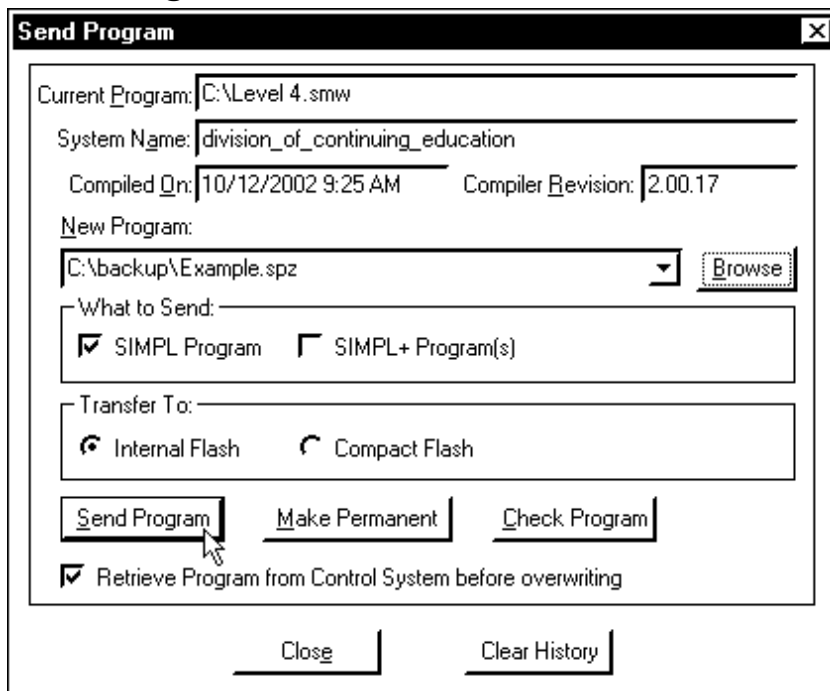 Send Program
Current Program: C:\Level 4.smw
System Name: division_of_continuing_education
Compiled On: 10/12/2002 9:25 AM Compiler Revision: 2.00.17
New Program:
C:\backup\Example.spz Browse
What to Send:
SIMPL Program SIMPL+ Program(s)
Transfer To:
Internal Flash Compact Flash
Send Program Make Permanent Check Program
Retrieve Program from Control System before overwriting
Close Clear History